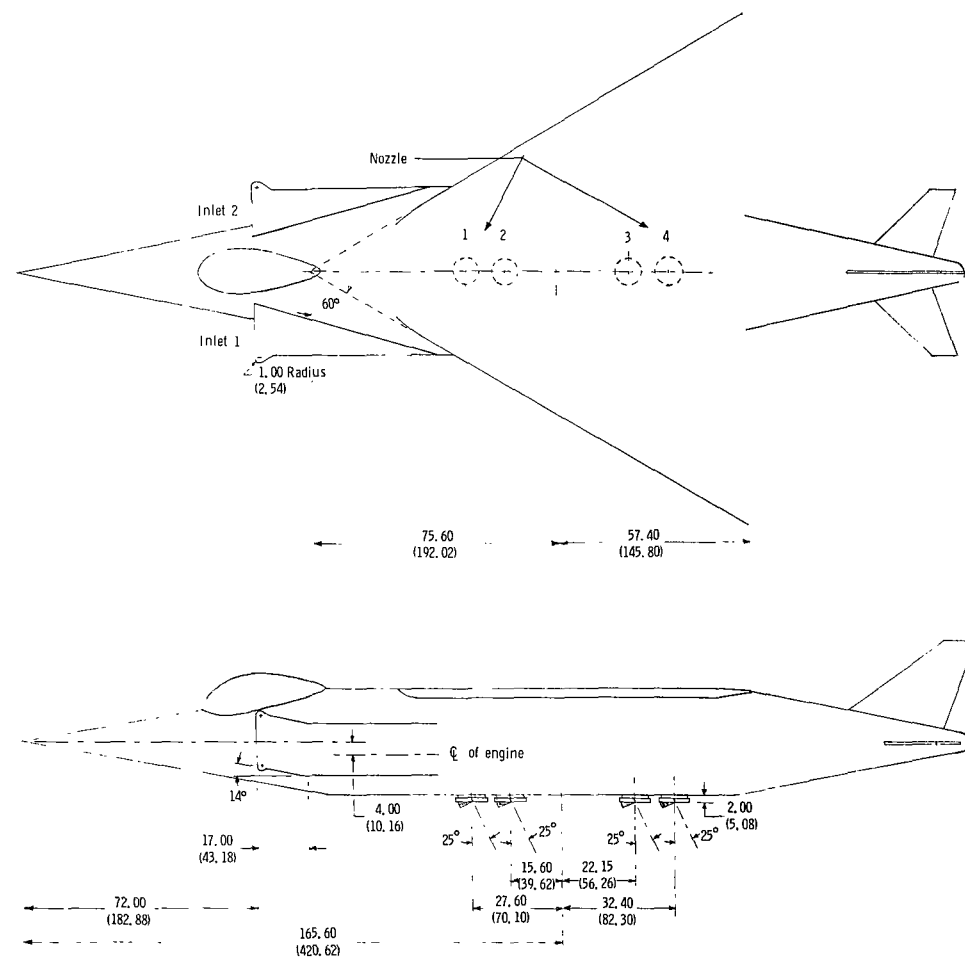 Nozzle
Inlet 2
1 2 3 4
60°
Inlet 1
1.00 Radius
(2.54)
75.60 57.40
(192.02) (145.80)
℄ of engine
14°
4.00
(10.16)
2.00
(5.08)
25° 25° 25° 25°
17.00
(43.18)
15.60 22.15
(39.62) (56.26)
72.00 27.60 32.40
(182.88) (70.10) (82.30)
165.60
(420.62)